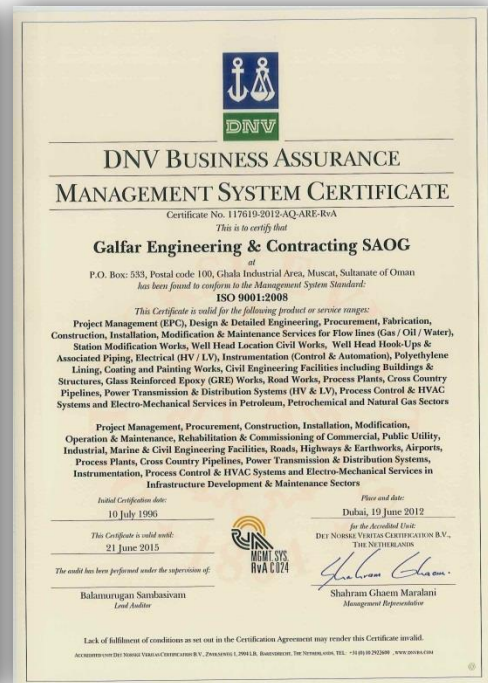 DNV
DNV BUSINESS ASSURANCE
MANAGEMENT SYSTEM CERTIFICATE
Certificate No. 117619-2012-AQ-ARE-RvA
This is to certify that
Galfar Engineering & Contracting SAOG
at
P.O. Box: 533, Postal code 100, Ghala Industrial Area, Muscat, Sultanate of Oman
has been found to conform to the Management System Standard:
ISO 9001:2008
This Certificate is valid for the following product or service ranges:
Project Management (EPC), Design & Detailed Engineering, Procurement, Fabrication,
Construction, Installation, Modification & Maintenance Services for Flow lines (Gas / Oil / Water),
Station Modification Works, Well Head Location Civil Works, Well Head Hook-Ups &
Associated Piping, Electrical (HV / LV), Instrumentation (Control & Automation), Polyethylene
Lining, Coating and Painting Works, Civil Engineering Facilities including Buildings &
Structures, Glass Reinforced Epoxy (GRE) Works, Road Works, Process Plants, Cross Country
Pipelines, Power Transmission & Distribution Systems (HV & LV), Process Control & HVAC
Systems and Electro-Mechanical Services in Petroleum, Petrochemical and Natural Gas Sectors
Project Management, Procurement, Construction, Installation, Modification,
Operation & Maintenance, Rehabilitation & Commissioning of Commercial, Public Utility,
Industrial, Marine & Civil Engineering Facilities, Roads, Highways & Earthworks, Airports,
Process Plants, Cross Country Pipelines, Power Transmission & Distribution Systems,
Instrumentation, Process Control & HVAC Systems and Electro-Mechanical Services in
Infrastructure Development & Maintenance Sectors
Initial Certification date:
10 July 1996
This Certificate is valid until:
21 June 2015
The audit has been performed under the supervision of:
Balamurugan Sambasivam
Lead Auditor
RvA
MGMT. SYS.
RvA C024
Place and date:
Dubai, 19 June 2012
for the Accredited Unit:
DET NORSKE VERITAS CERTIFICATION B.V.,
THE NETHERLANDS
Shahram Ghaem Maralani
Management Representative
Lack of fulfilment of conditions as set out in the Certification Agreement may render this Certificate invalid.